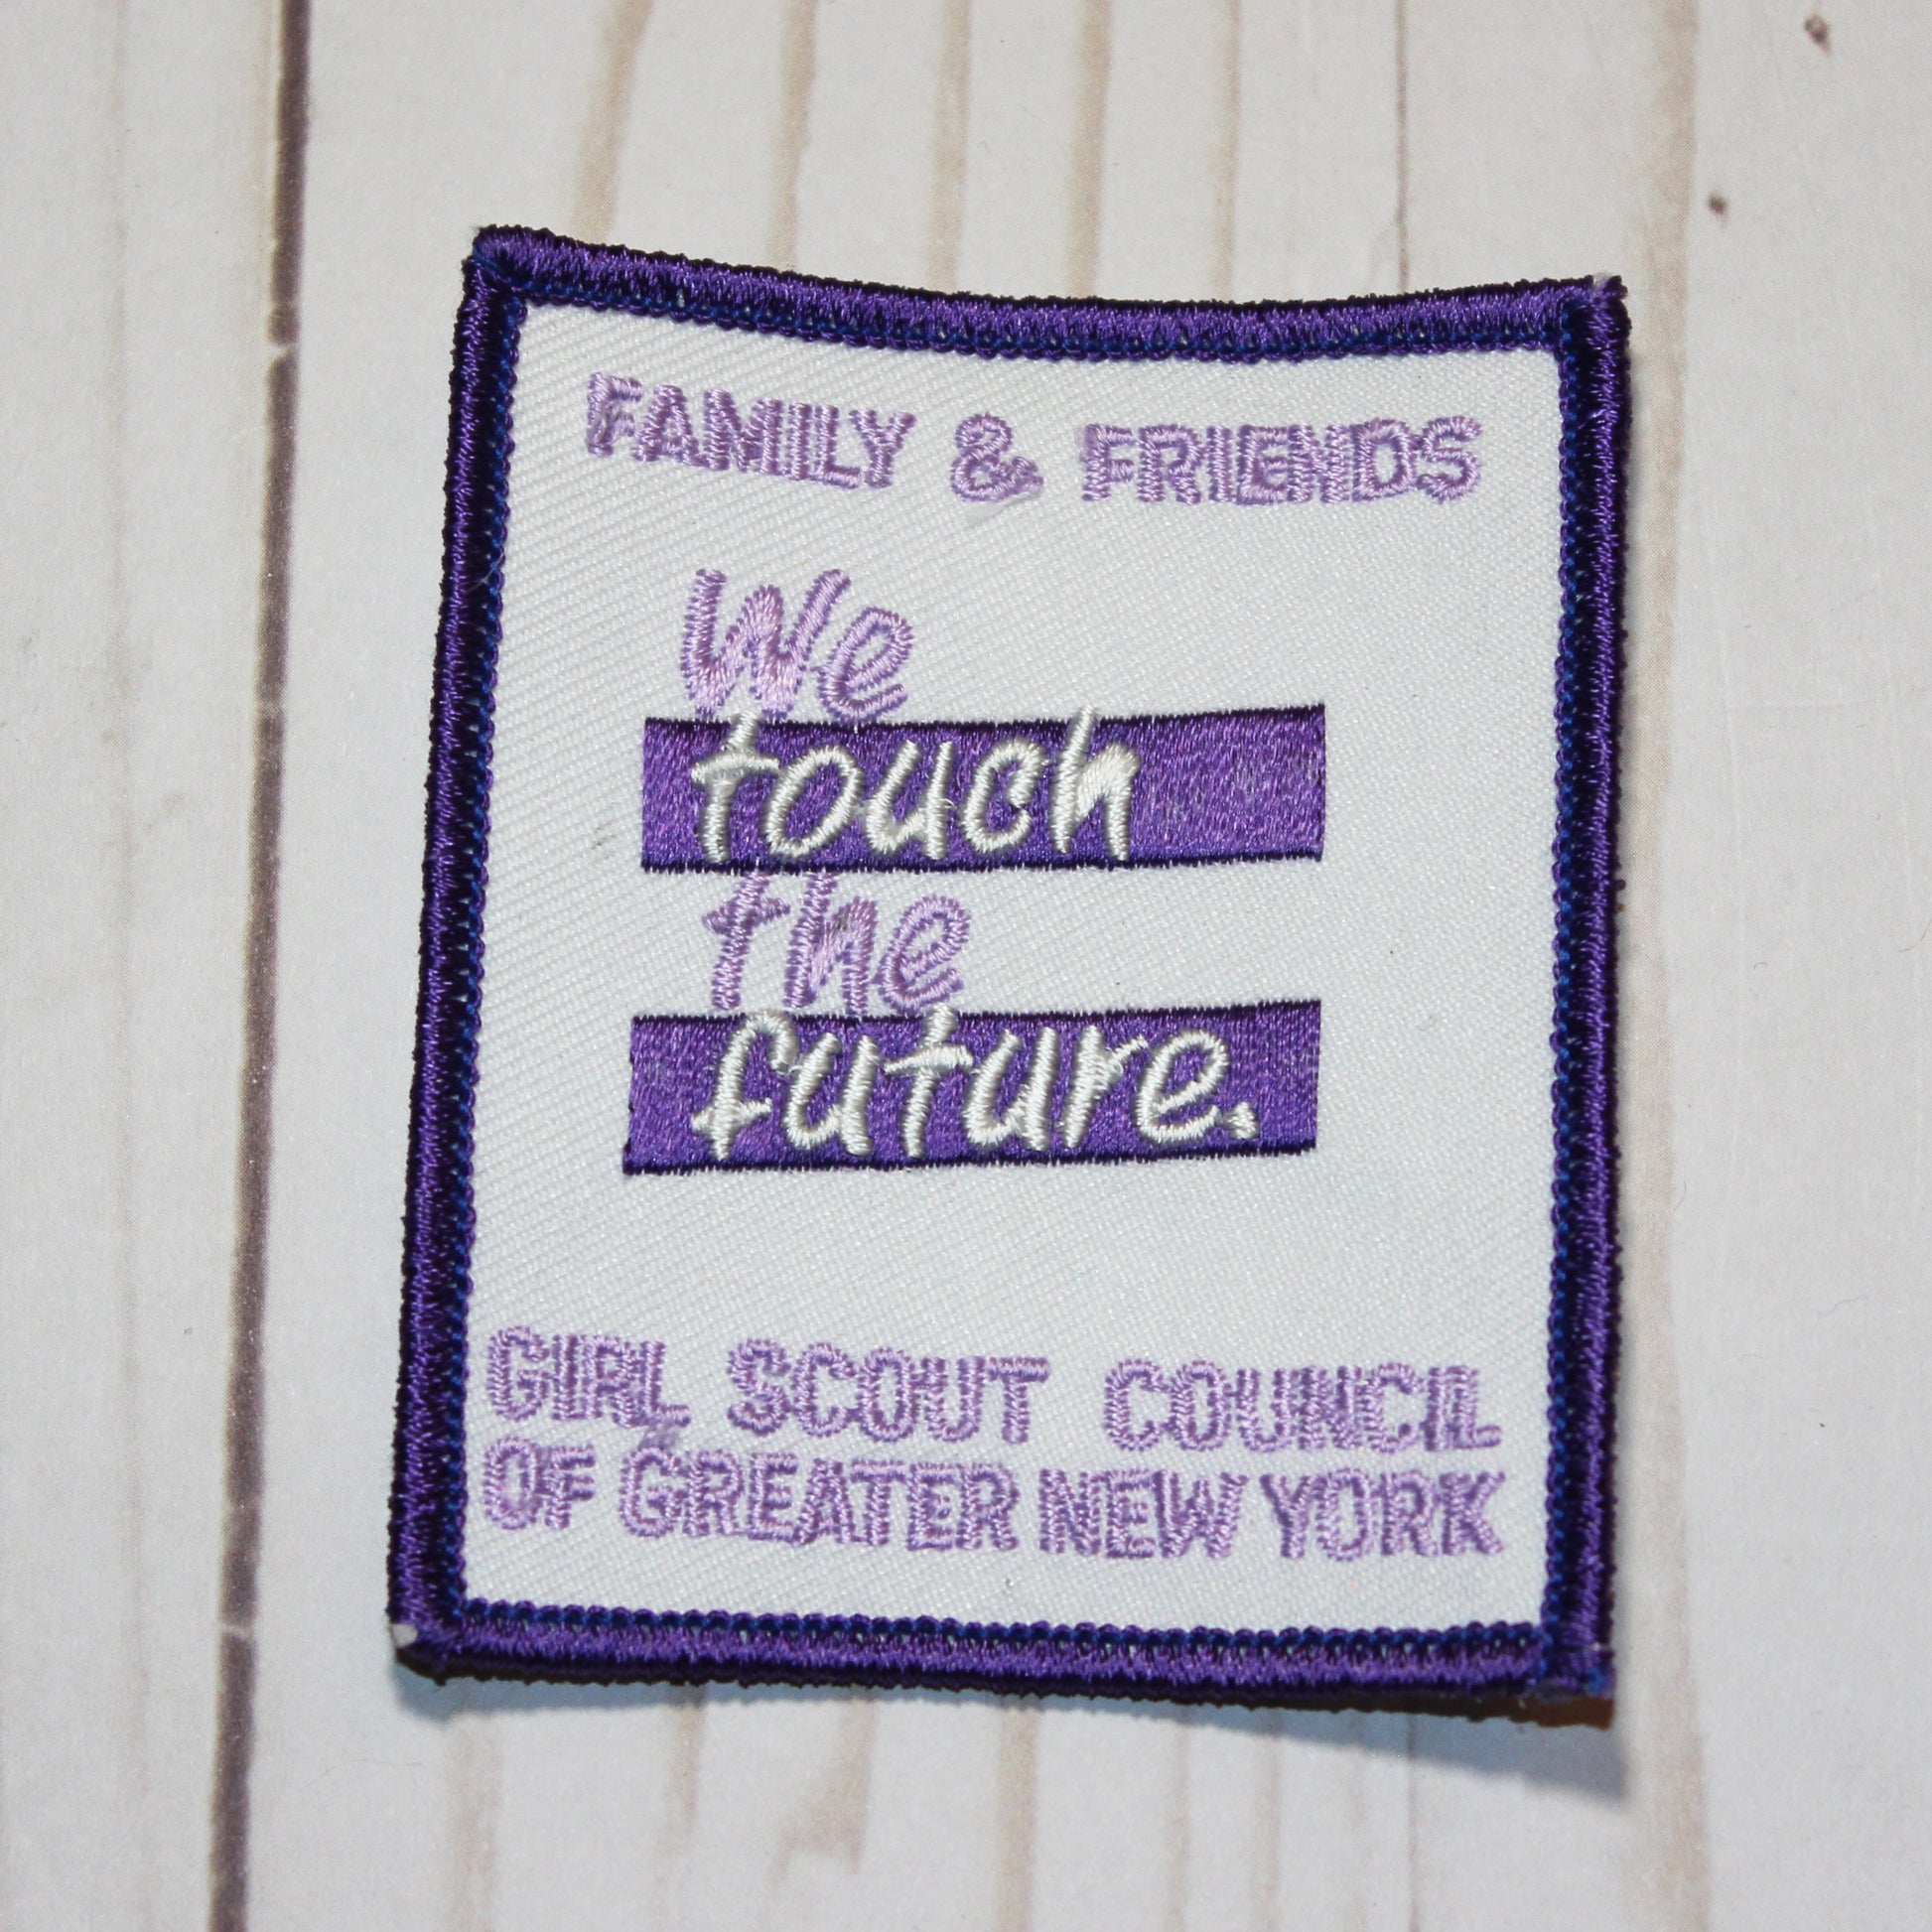 FAMILY & FRIENDS
We
touch
the
future.
GIRL SCOUT COUNCIL
OF GREATER NEW YORK